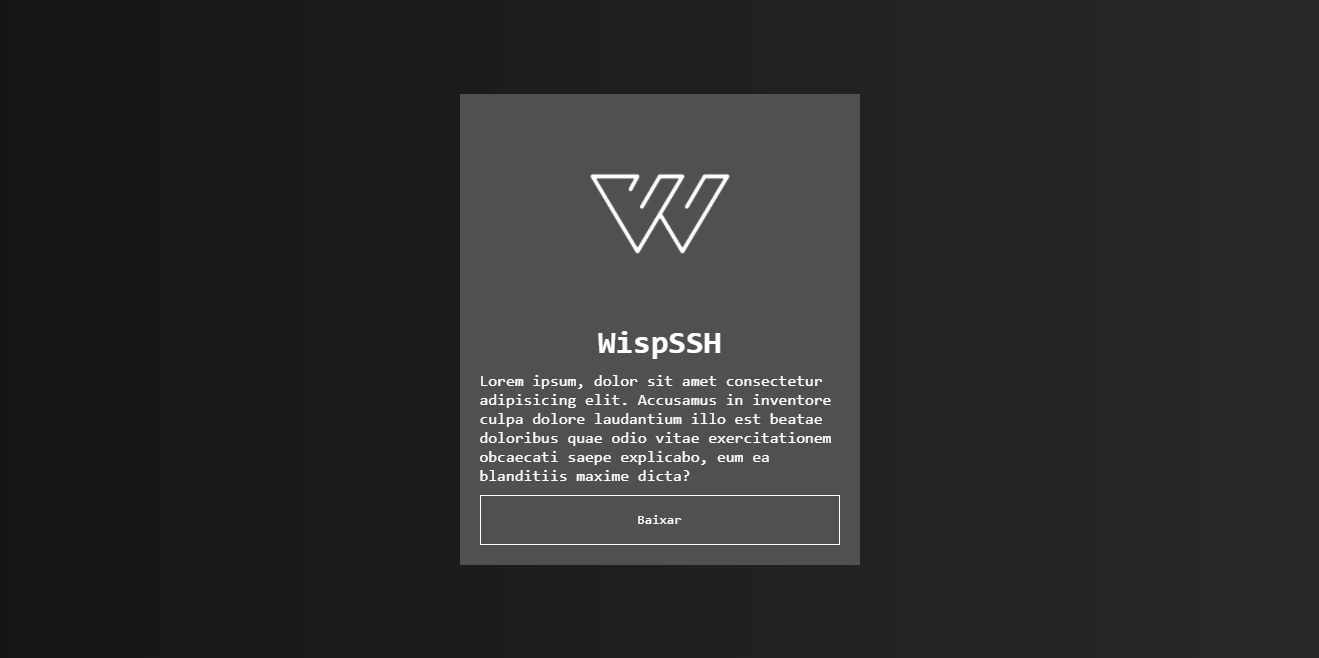 WispSSH
Lorem ipsum, dolor sit amet consectetur
adipisicing elit. Accusamus in inventore
culpa dolore laudantium illo est beatae
doloribus quae odio vitae exercitationem
obcaecati saepe explicabo, eum ea
blanditiis maxime dicta?
Baixar